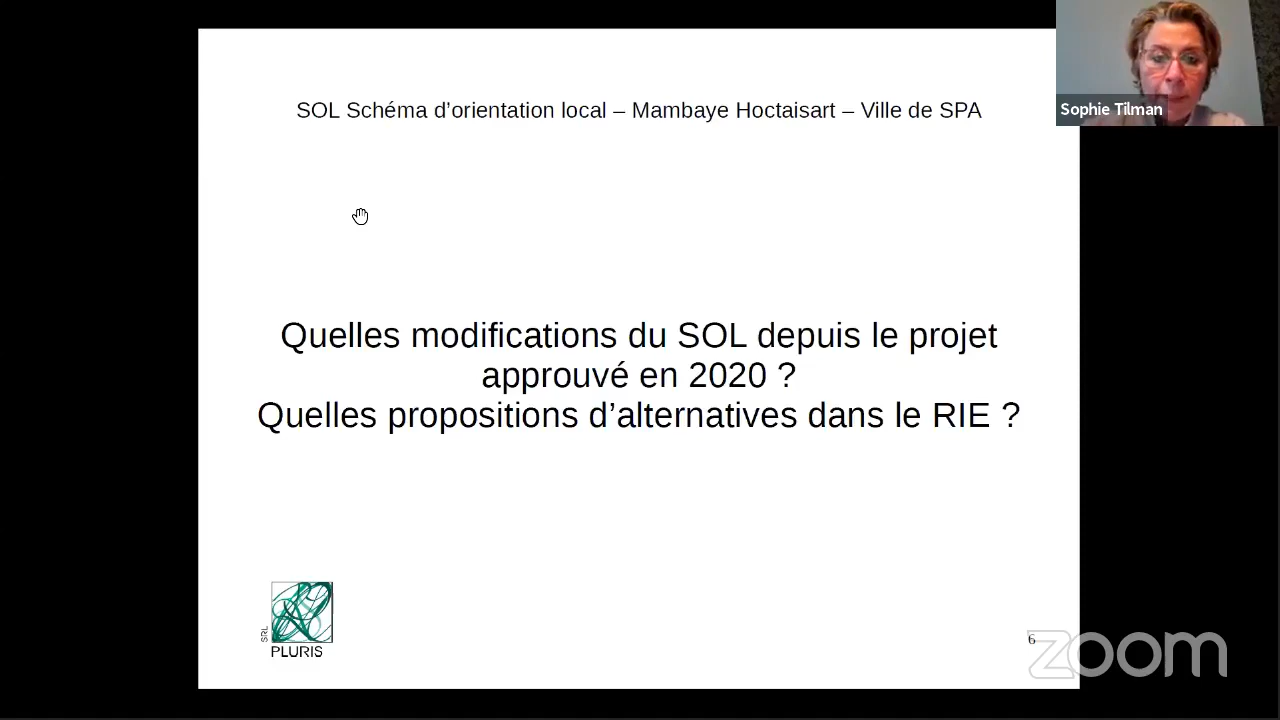 Sophie Tilman
SOL Schéma d’orientation local – Mambaye Hoctaisart – Ville de SPA
Quelles modifications du SOL depuis le projet
approuvé en 2020 ?
Quelles propositions d’alternatives dans le RIE ?
SRL
PLURIS
6
zoom